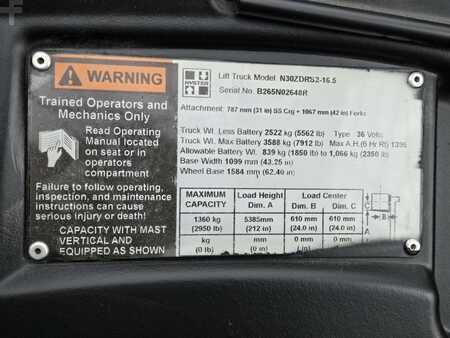 WARNING
Trained Operators and
Mechanics Only
Read Operating
Manual located
on seat or in
operators
compartment
Failure to follow operating,
inspection, and maintenance
instructions can cause
serious injury or death!
CAPACITY WITH MAST
VERTICAL AND
EQUIPPED AS SHOWN
HYSTER
Lift Truck Model N30ZDRS2-16.5
Serial No. B265N02648R
Attachment: 787 mm (31 in) SS Crg + 1067 mm (42 in) Forks
Truck Wt. Less Battery 2522 kg (5562 lb) Type 36 Volts
Truck Wt. Max Battery 3588 kg (7912 lb) Max A.H.(6 Hr Rt)
Allowable Battery Wt. 839 kg (1850 lb) to 1,066 kg (2350 lb)
Base Width 1099 mm (43.25 in)
Wheel Base 1584 mm (62.40 in)
MAXIMUM CAPACITY Load Height Dim. A Load Center Dim. B Dim. C
1360 kg 5385mm 610 mm 610 mm
(2950 lb) (212 in) (24.0 in) (24.0 in)
kg mm 0 mm 0 mm
(0 lb) (0 in) (0 in)
C
B
A